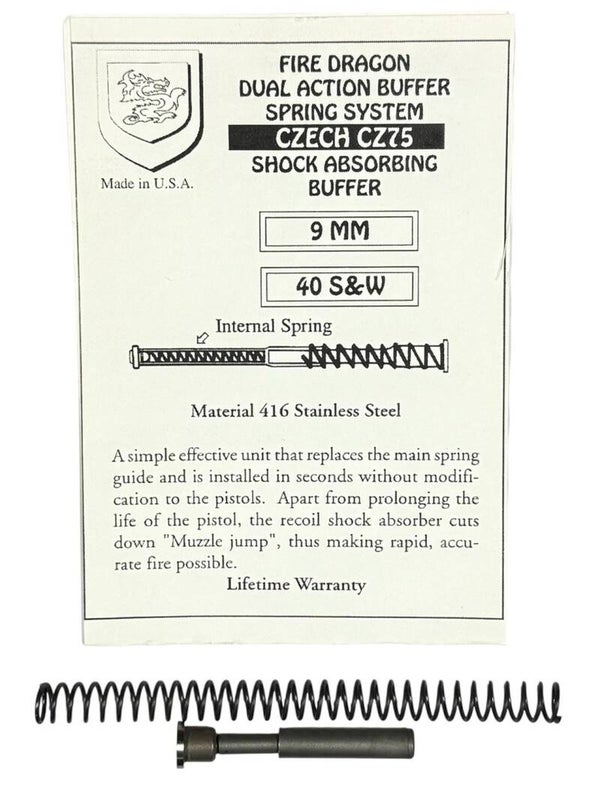 FIRE DRAGON
DUAL ACTION BUFFER
SPRING SYSTEM
CZECH CZ75
SHOCK ABSORBING
BUFFER
Made in U.S.A.
9 MM
40 S&W
Internal Spring
Material 416 Stainless Steel
A simple effective unit that replaces the main spring
guide and is installed in seconds without modifi-
cation to the pistols. Apart from prolonging the
life of the pistol, the recoil shock absorber cuts
down "Muzzle jump", thus making rapid, accu-
rate fire possible.
Lifetime Warranty